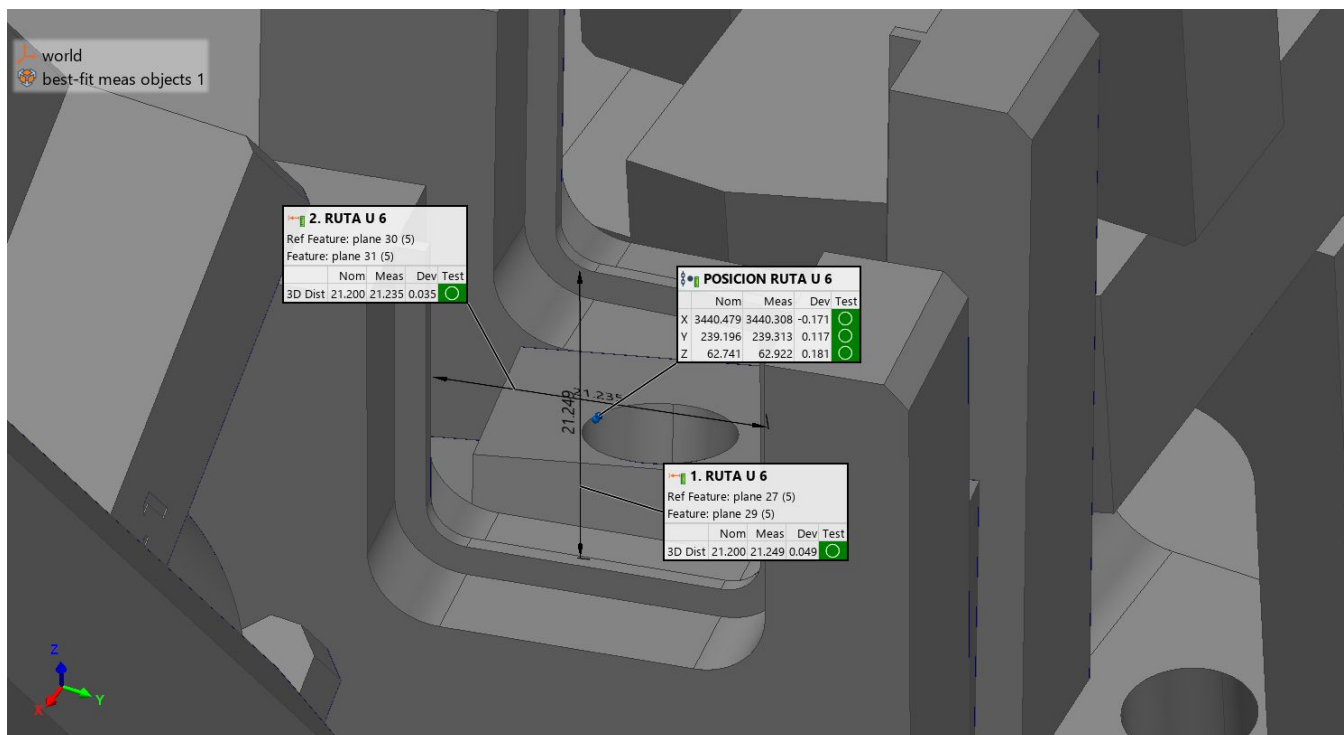 world
best-fit meas objects 1
2. RUTA U 6
Ref Feature: plane 30 (5)
Feature: plane 31 (5)
Nom Meas Dev Test
3D Dist 21.200 21.235 0.035
POSICION RUTA U 6
Nom Meas Dev Test
X 3440.479 3440.308 -0.171
Y 239.196 239.313 0.117
Z 62.741 62.922 0.181
21.235
21.249
1. RUTA U 6
Ref Feature: plane 27 (5)
Feature: plane 29 (5)
Nom Meas Dev Test
3D Dist 21.200 21.249 0.049
Z
Y
X